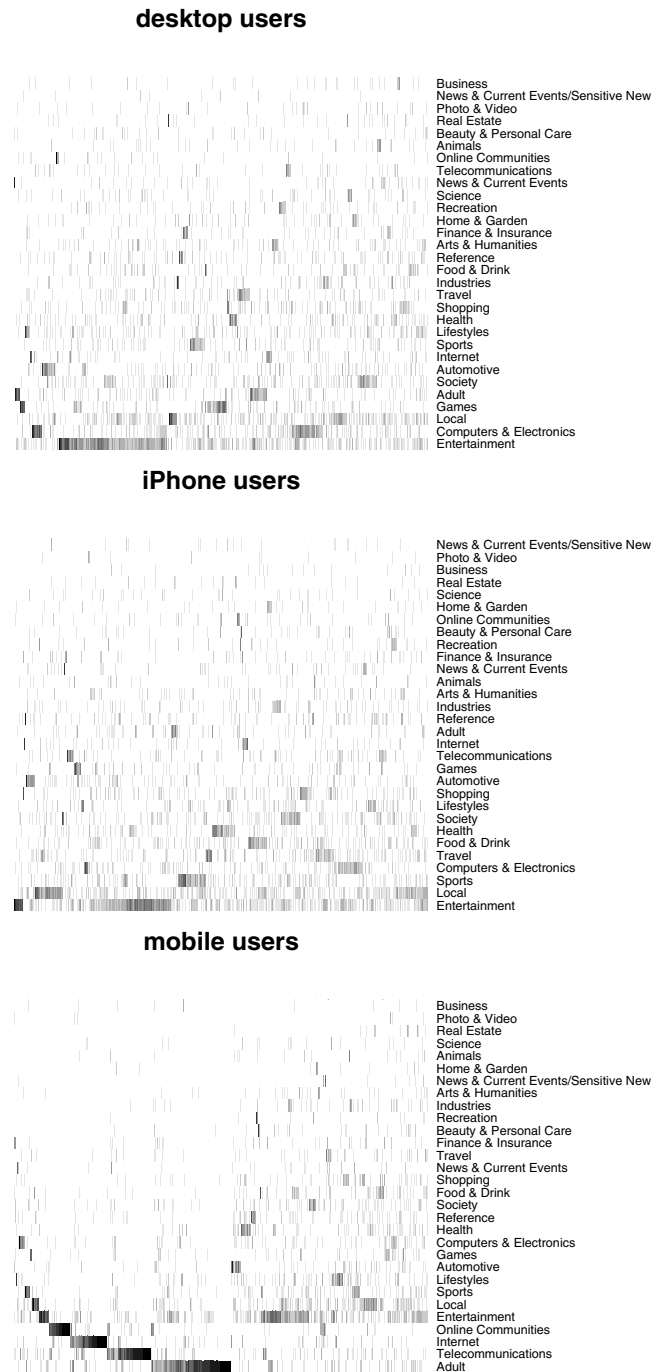 desktop users
Business
News & Current Events/Sensitive New
Photo & Video
Real Estate
Beauty & Personal Care
Animals
Online Communities
Telecommunications
News & Current Events
Science
Recreation
Home & Garden
Finance & Insurance
Arts & Humanities
Reference
Food & Drink
Industries
Travel
Shopping
Health
Lifestyles
Sports
Internet
Automotive
Society
Adult
Games
Local
Computers & Electronics
Entertainment
iPhone users
News & Current Events/Sensitive New
Photo & Video
Business
Real Estate
Science
Home & Garden
Online Communities
Beauty & Personal Care
Recreation
Finance & Insurance
News & Current Events
Animals
Arts & Humanities
Industries
Reference
Adult
Internet
Telecommunications
Games
Automotive
Shopping
Lifestyles
Society
Health
Food & Drink
Travel
Computers & Electronics
Sports
Local
Entertainment
mobile users
Business
Photo & Video
Real Estate
Science
Animals
Home & Garden
News & Current Events/Sensitive New
Arts & Humanities
Industries
Recreation
Beauty & Personal Care
Finance & Insurance
Travel
News & Current Events
Shopping
Food & Drink
Society
Reference
Health
Computers & Electronics
Games
Automotive
Lifestyles
Sports
Local
Entertainment
Online Communities
Internet
Telecommunications
Adult